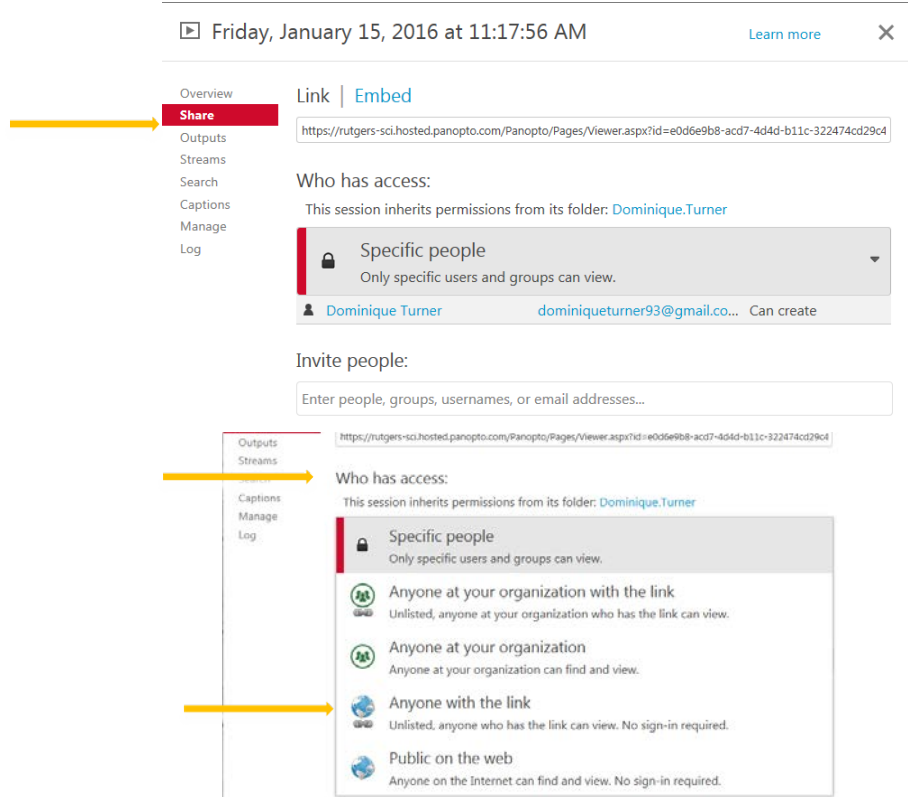 Friday, January 15, 2016 at 11:17:56 AM
Learn more
Overview
Share
Outputs
Streams
Search
Captions
Manage
Log
Link | Embed
https://rutgers-sci.hosted.panopto.com/Panopto/Pages/Viewer.aspx?id=e0d6e9b8-acd7-4d4d-b11c-322474cd29c4
Who has access:
This session inherits permissions from its folder: Dominique.Turner
Specific people
Only specific users and groups can view.
Dominique Turner dominiqueturner93@gmail.co... Can create
Invite people:
Enter people, groups, usernames, or email addresses...
Outputs
Streams
Search
Captions
Manage
Log
https://rutgers-sci.hosted.panopto.com/Panopto/Pages/Viewer.aspx?id=e0d6e9b8-acd7-4d4d-b11c-322474cd29c4
Who has access:
This session inherits permissions from its folder: Dominique.Turner
Specific people
Only specific users and groups can view.
Anyone at your organization with the link
Unlisted, anyone at your organization who has the link can view.
Anyone at your organization
Anyone at your organization can find and view.
Anyone with the link
Unlisted, anyone who has the link can view. No sign-in required.
Public on the web
Anyone on the Internet can find and view. No sign-in required.